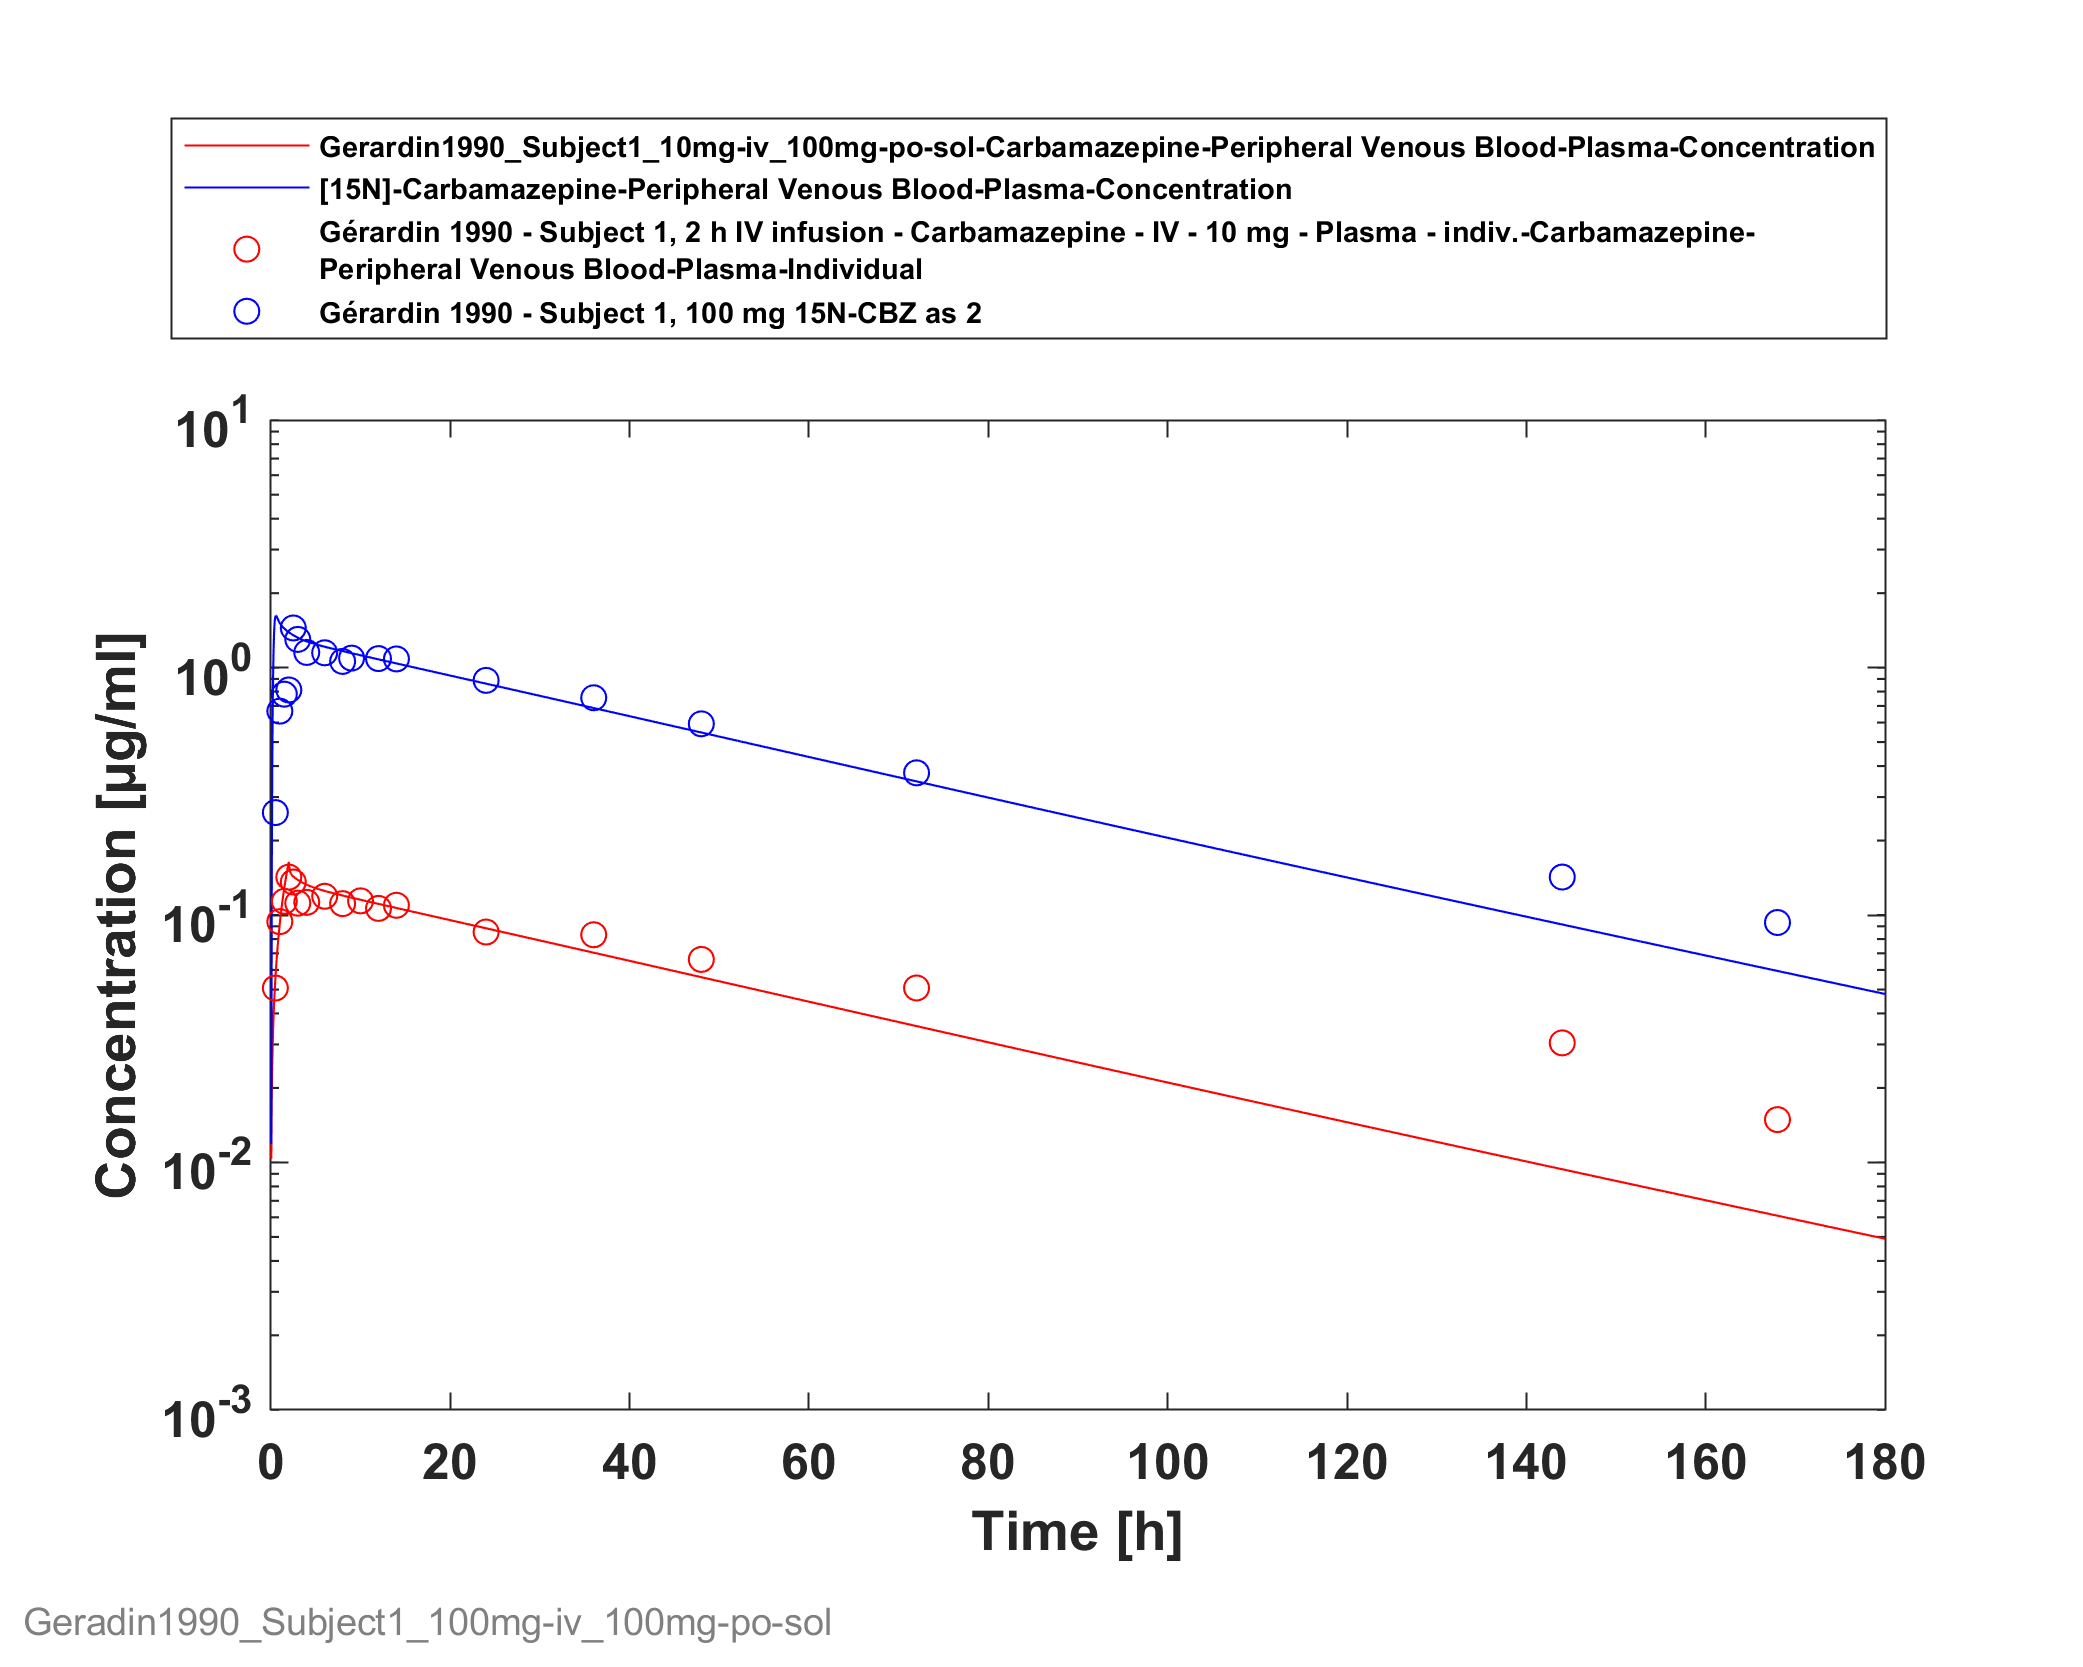 Gerardin1990_Subject1_10mg-iv_100mg-po-sol-Carbamazepine-Peripheral Venous Blood-Plasma-Concentration
[15N]-Carbamazepine-Peripheral Venous Blood-Plasma-Concentration
Gérardin 1990 - Subject 1, 2 h IV infusion - Carbamazepine - IV - 10 mg - Plasma - indiv.-Carbamazepine-
Peripheral Venous Blood-Plasma-Individual
Gérardin 1990 - Subject 1, 100 mg 15N-CBZ as 2
10^1
10^0
10^-1
10^-2
10^-3
Concentration [µg/ml]
0 20 40 60 80 100 120 140 160 180
Time [h]
Geradin1990_Subject1_100mg-iv_100mg-po-sol